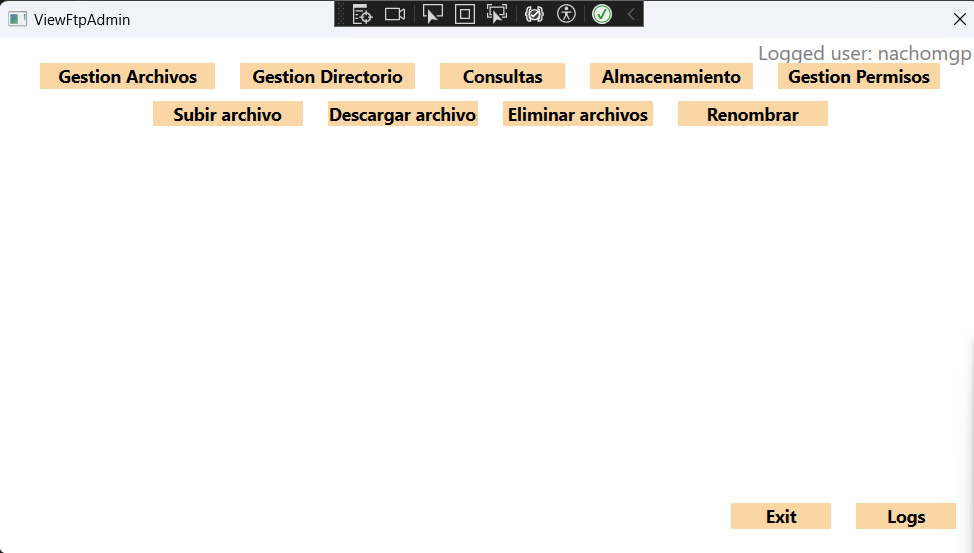 ViewFtpAdmin
Logged user: nachomgp
Gestion Archivos Gestion Directorio Consultas Almacenamiento Gestion Permisos
Subir archivo Descargar archivo Eliminar archivos Renombrar
Exit Logs